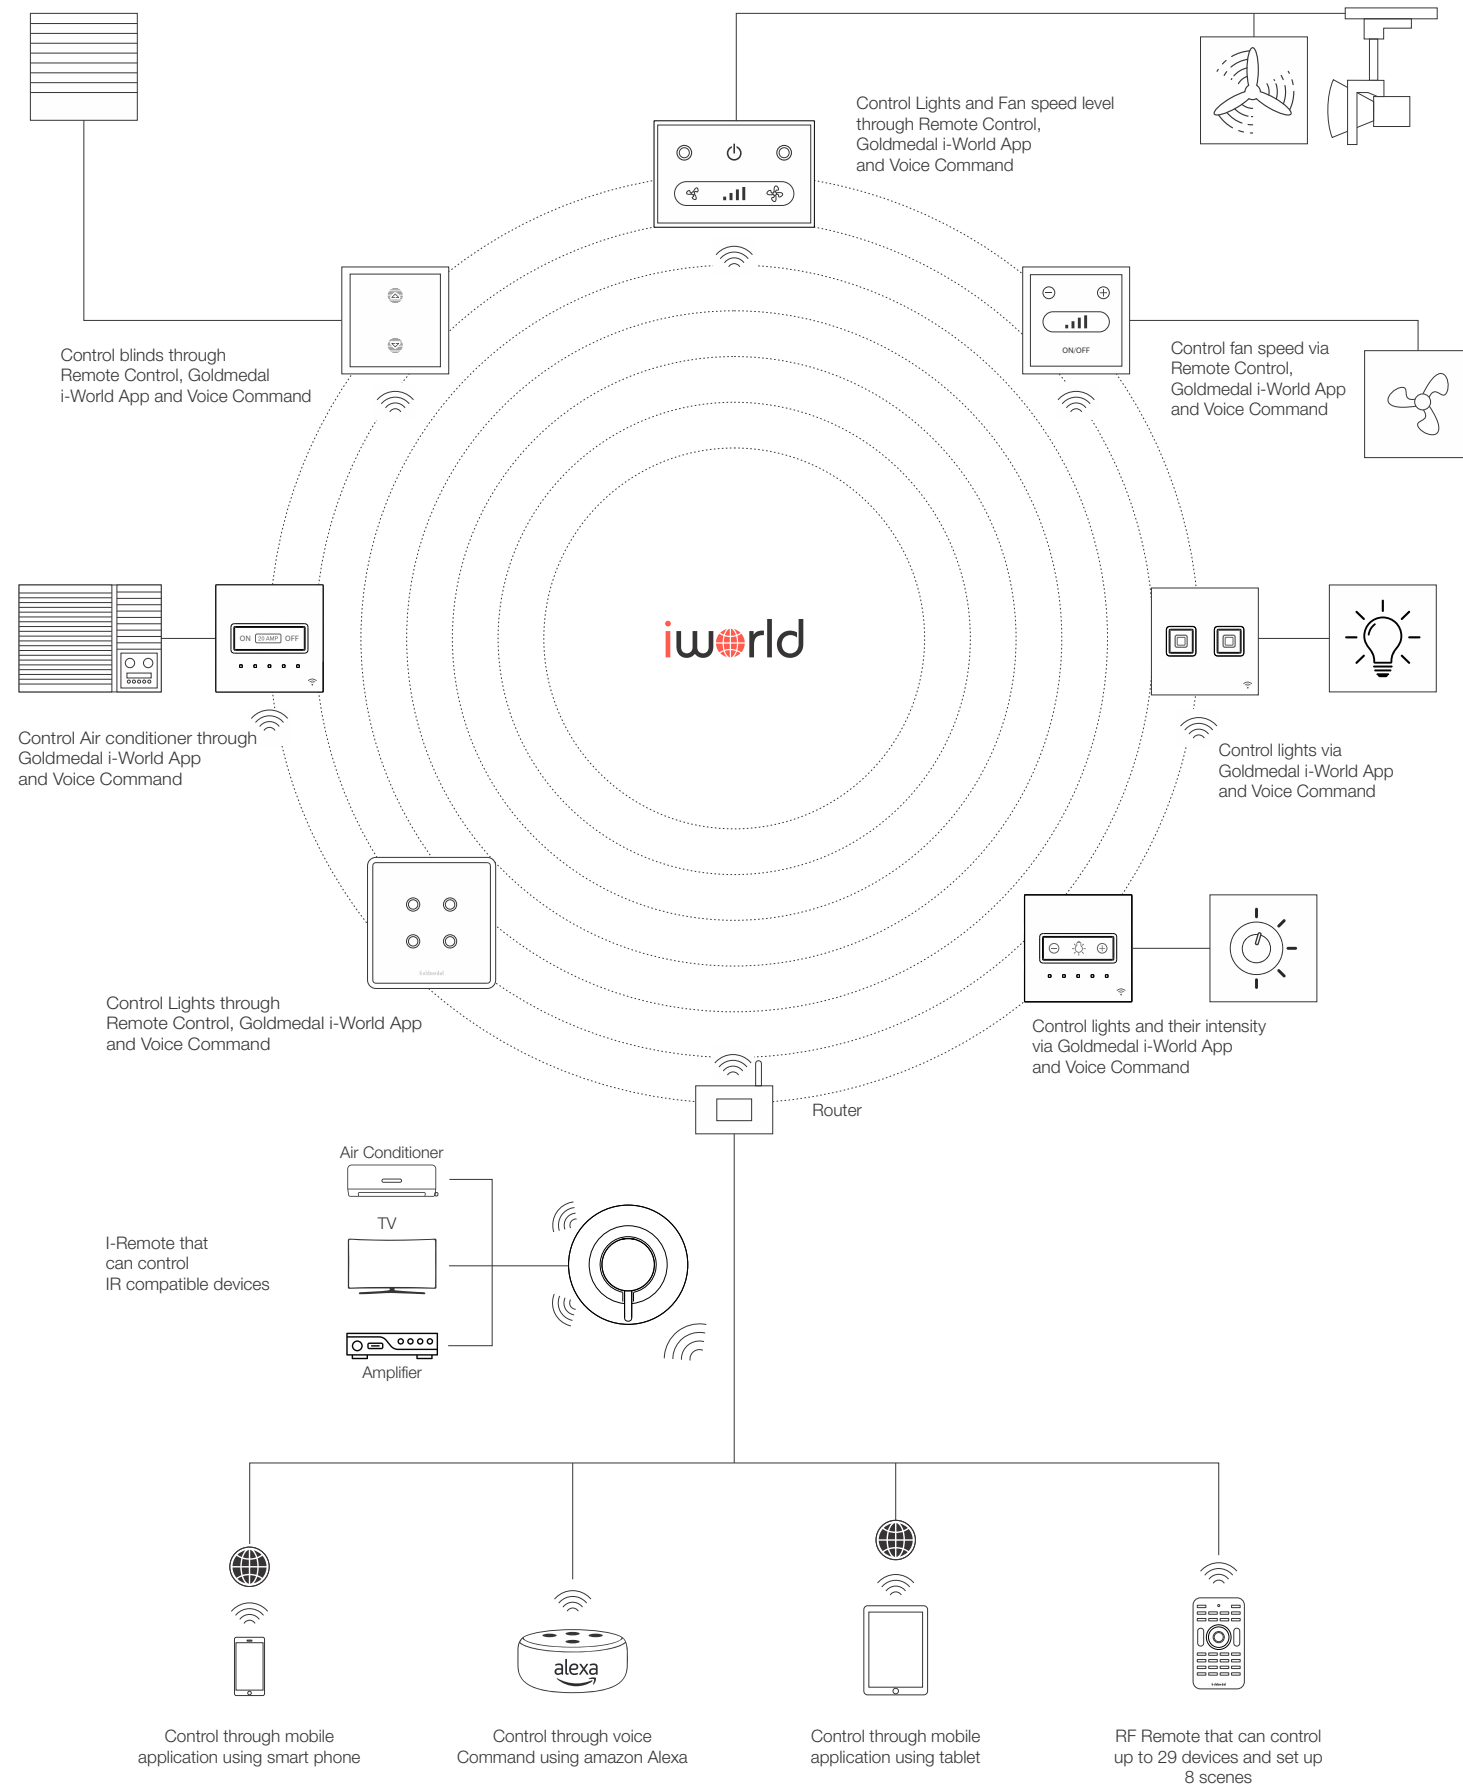 Control Lights and Fan speed level
through Remote Control,
Goldmedal i-World App
and Voice Command
Control blinds through
Remote Control, Goldmedal
i-World App and Voice Command
ON/OFF
Control fan speed via
Remote Control,
Goldmedal i-World App
and Voice Command
iworld
ON 20 AMP OFF
Control Air conditioner through
Goldmedal i-World App
and Voice Command
Control lights via
Goldmedal i-World App
and Voice Command
Goldmedal
Control Lights through
Remote Control, Goldmedal i-World App
and Voice Command
Control lights and their intensity
via Goldmedal i-World App
and Voice Command
Router
Air Conditioner
TV
I-Remote that
can control
IR compatible devices
Amplifier
alexa
Control through mobile
application using smart phone
Control through voice
Command using amazon Alexa
Control through mobile
application using tablet
RF Remote that can control
up to 29 devices and set up
8 scenes